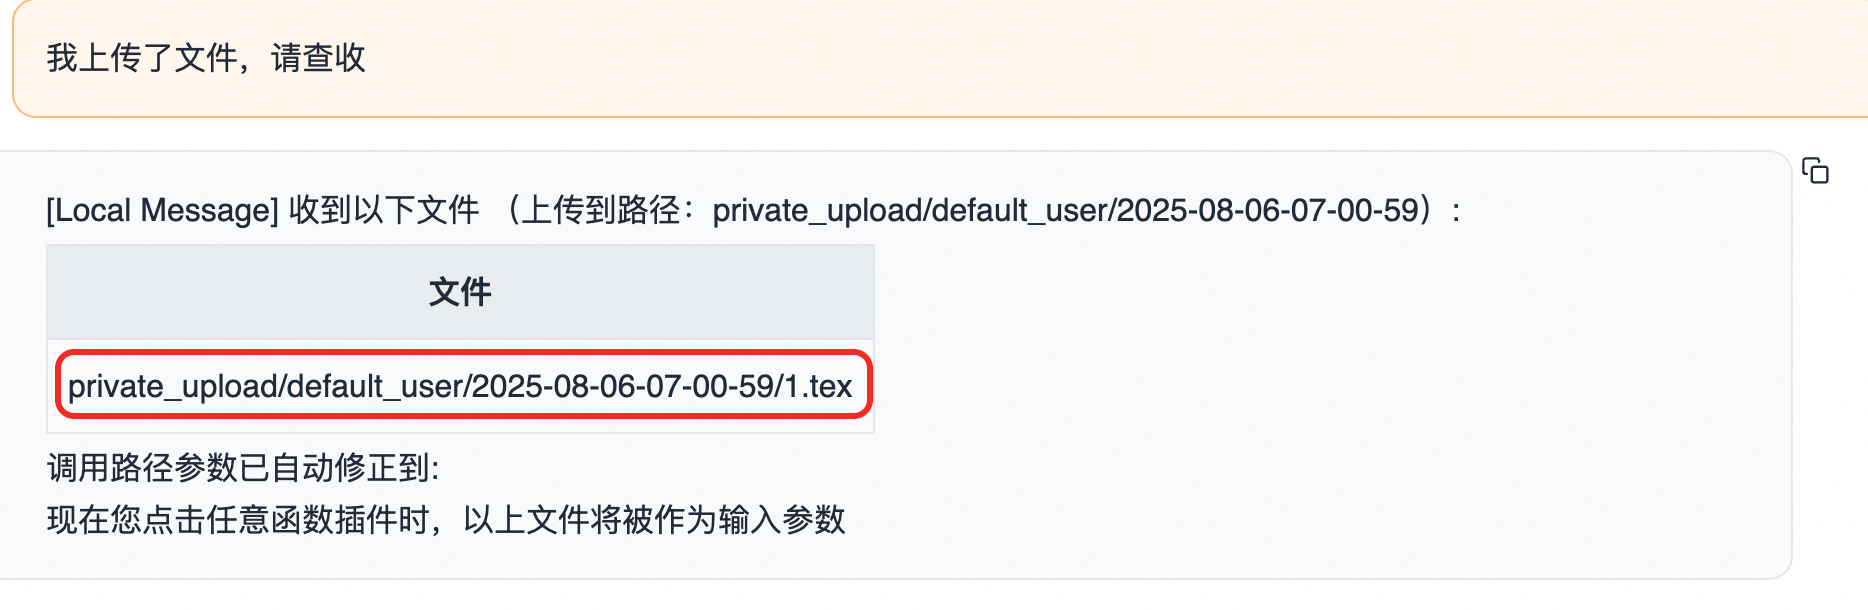 我上传了文件，请查收
[Local Message] 收到以下文件 （上传到路径：private_upload/default_user/2025-08-06-07-00-59）:
文件
private_upload/default_user/2025-08-06-07-00-59/1.tex
调用路径参数已自动修正到:
现在您点击任意函数插件时，以上文件将被作为输入参数